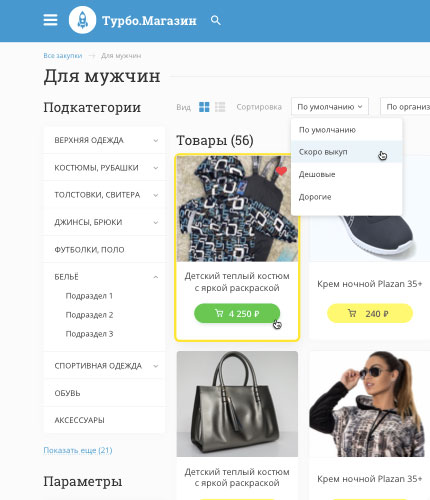 Турбо.Магазин
Все закупки → Для мужчин
Для мужчин
Подкатегории
ВЕРХНЯЯ ОДЕЖДА
КОСТЮМЫ, РУБАШКИ
ТОЛСТОВКИ, СВИТЕРА
ДЖИНСЫ, БРЮКИ
ФУТБОЛКИ, ПОЛО
БЕЛЬЁ
Подраздел 1
Подраздел 2
Подраздел 3
СПОРТИВНАЯ ОДЕЖДА
ОБУВЬ
АКСЕССУАРЫ
Показать еще (21)
Параметры
Вид Сортировка По умолчанию По организ
По умолчанию
Скоро выкуп
Дешовые
Дорогие
Товары (56)
Детский теплый костюм
с яркой раскраской
4 250 ₽
Крем ночной Plazan 35+
240 ₽
Детский теплый костюм
с яркой раскраской
Крем ночной Plazan 35+